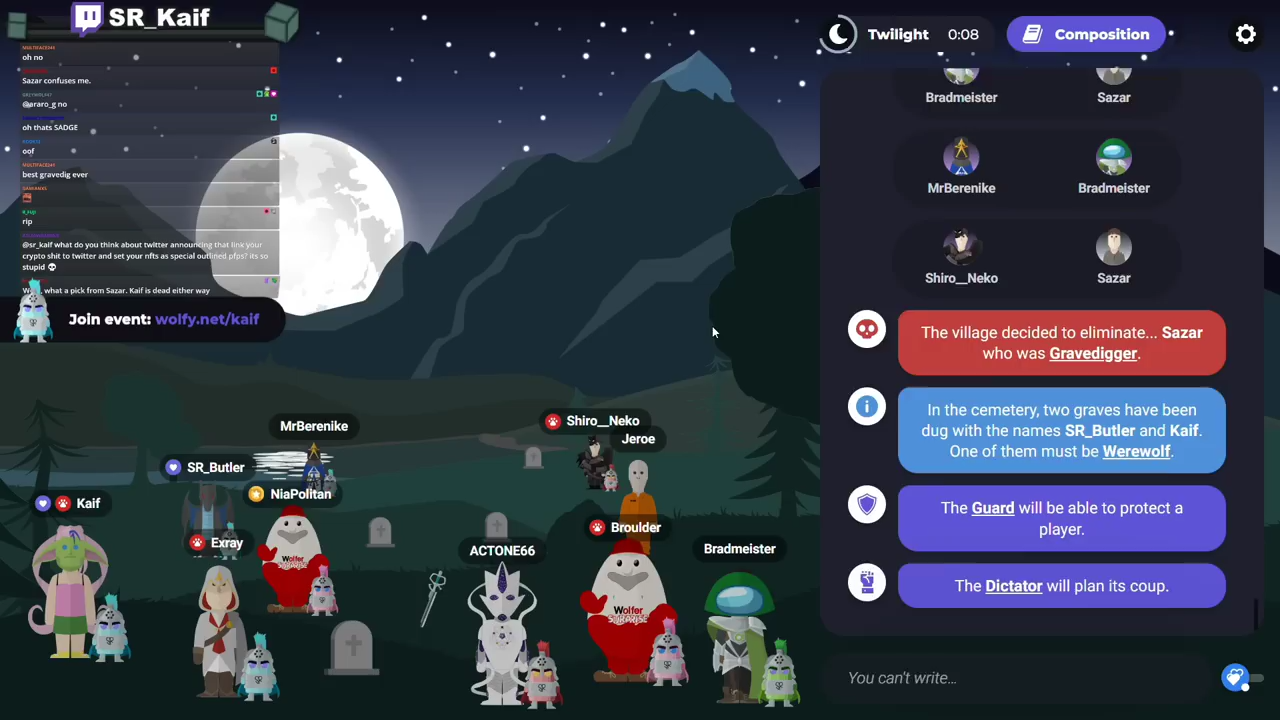 SR_Kaif
MULTIFACE241
oh no
Sazar confuses me.
@araro_g no
oh thats SADGE
oof
MULTIFACE241
best gravedig ever
rip
@sr_kaif what do you think about twitter announcing that link your
crypto shit to twitter and set your nfts as special outlined pfps? its so
stupid 💀
what a pick from Sazar. Kaif is dead either way
Join event: wolfy.net/kaif
Twilight 0:08
Composition
Bradmeister Sazar
MrBerenike Bradmeister
Shiro__Neko Sazar
The village decided to eliminate... Sazar
who was Gravedigger.
In the cemetery, two graves have been
dug with the names SR_Butler and Kaif.
One of them must be Werewolf.
The Guard will be able to protect a
player.
The Dictator will plan its coup.
You can't write...
MrBerenike
Shiro__Neko
Jeroe
SR_Butler
NiaPolitan
Kaif
Exray
Broulder
ACTONE66
Bradmeister
Wolfer
SURPRISE
Wolfer
SURPRISE